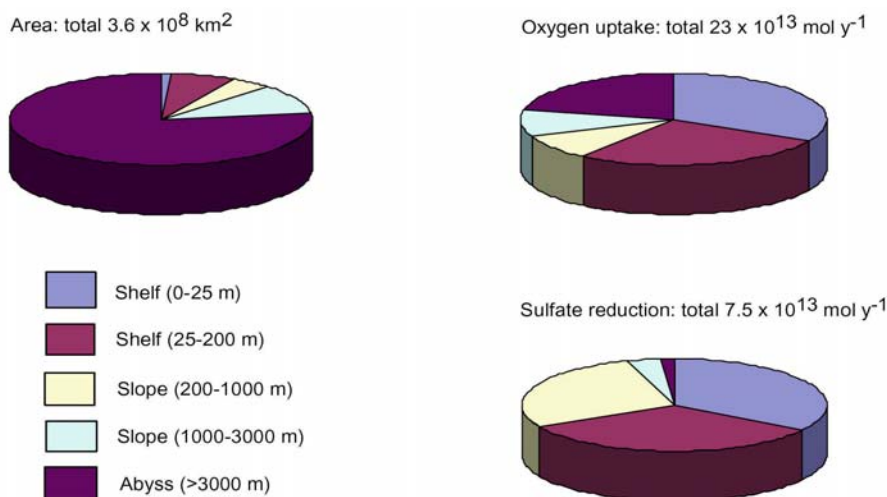 Area: total 3.6 x 10⁸ km²
Oxygen uptake: total 23 x 10¹³ mol y⁻¹
Shelf (0-25 m)
Shelf (25-200 m)
Slope (200-1000 m)
Slope (1000-3000 m)
Abyss (>3000 m)
Sulfate reduction: total 7.5 x 10¹³ mol y⁻¹